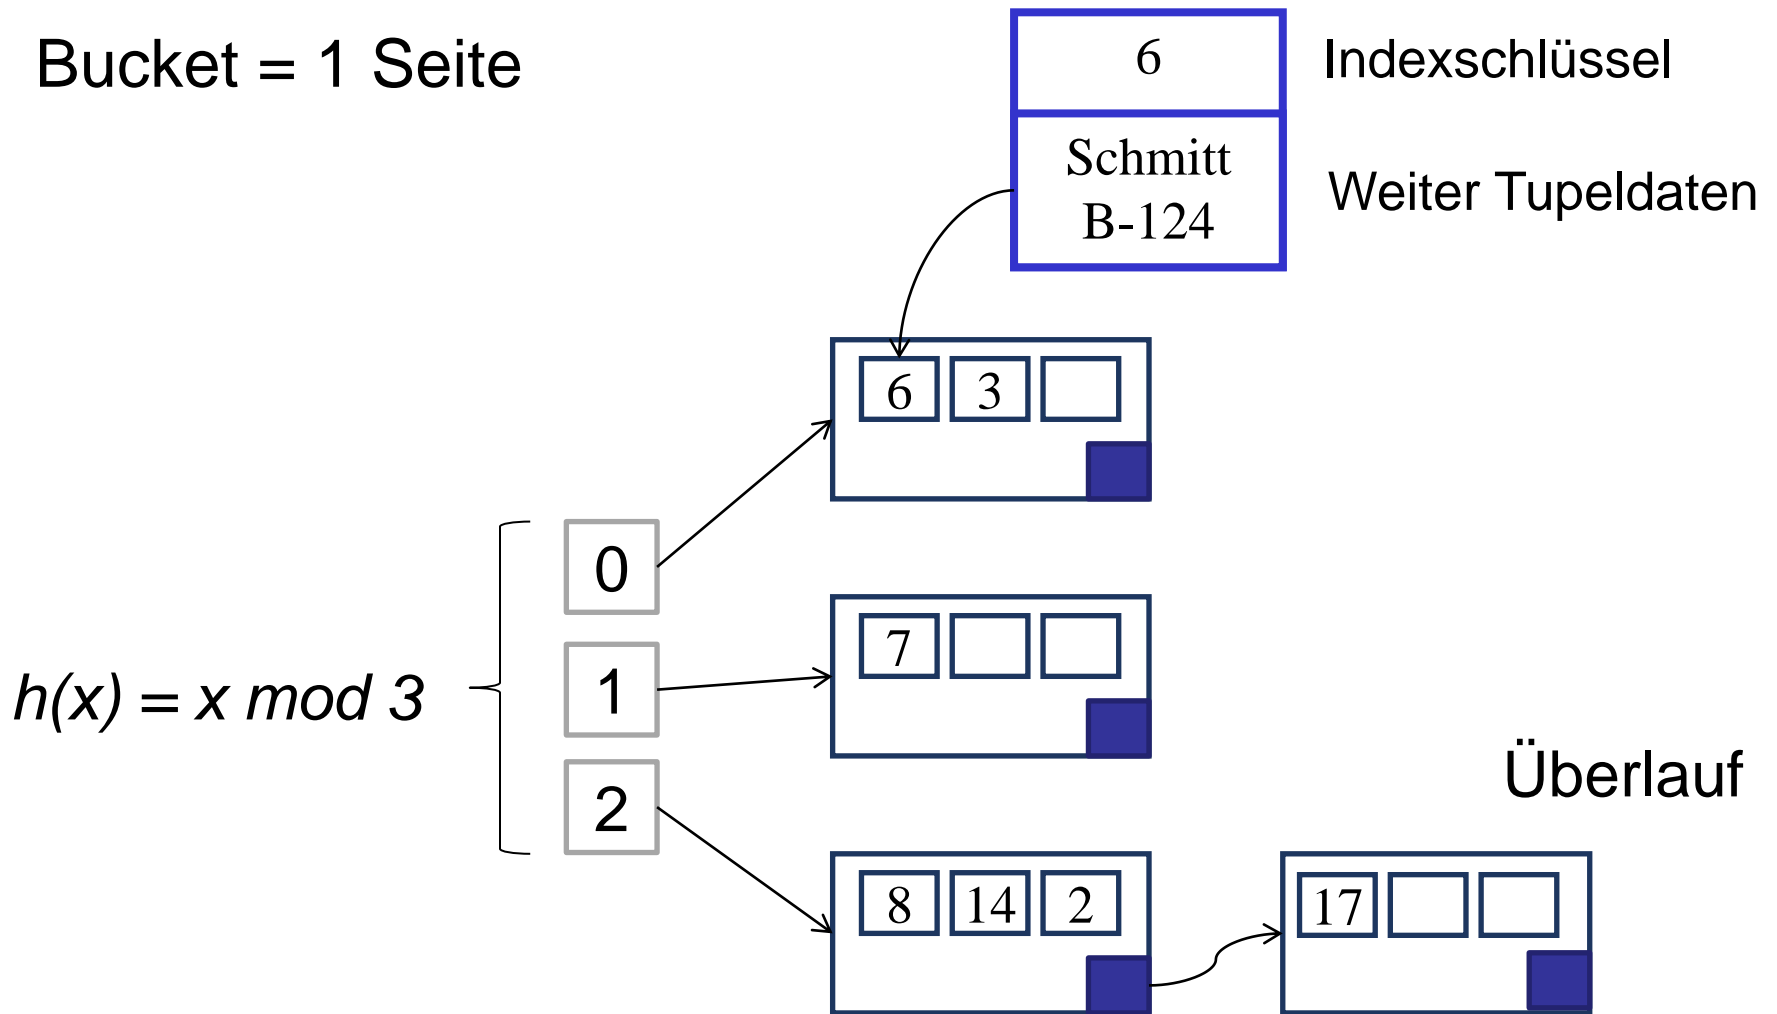 Bucket = 1 Seite
6
Indexschlüssel
Schmitt
B-124
Weiter Tupeldaten
6 3
0
7
h(x) = x mod 3
1
2
Überlauf
8 14 2
17